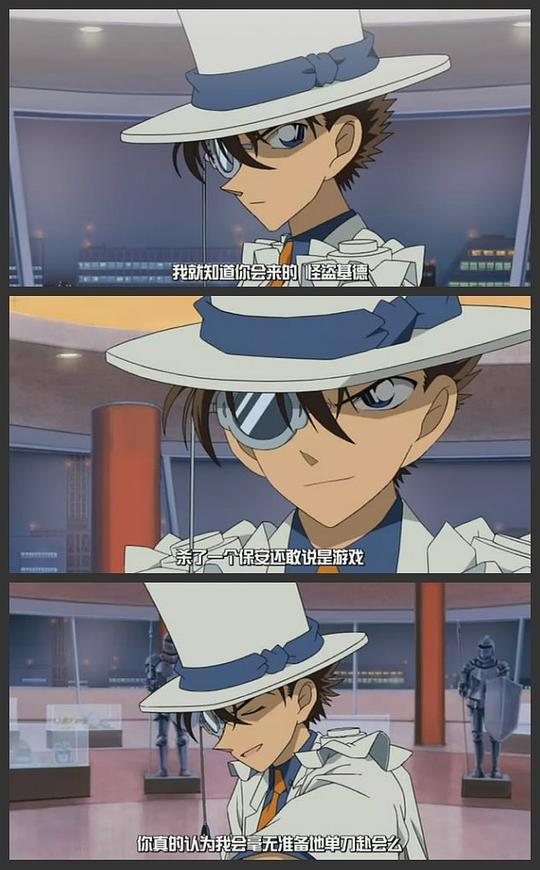 我就知道你会来的 怪盗基德
杀了一个保安还敢说是游戏
你真的认为我会毫无准备地单刀赴会么